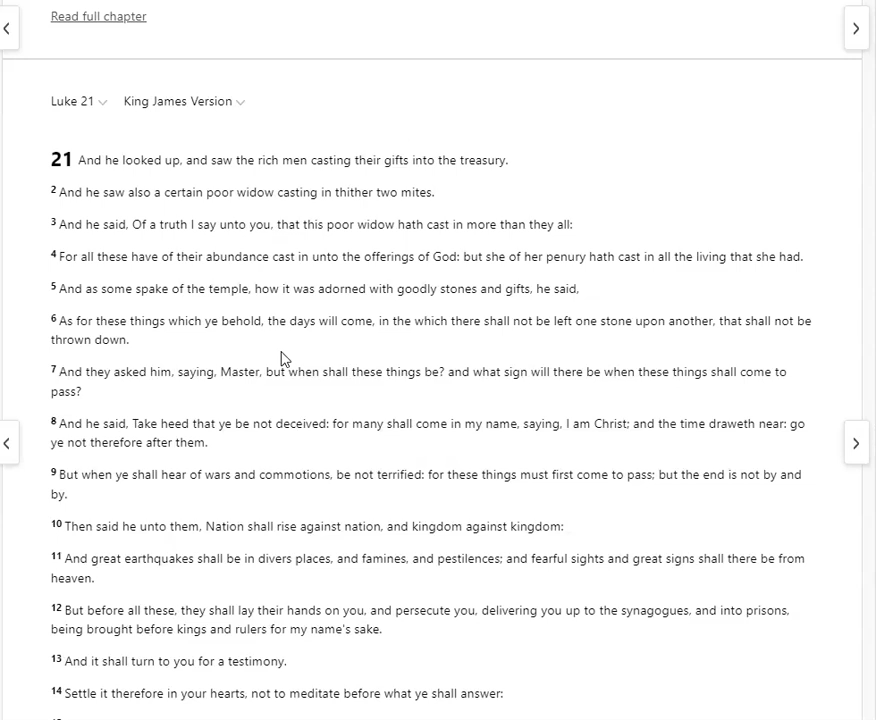 Read full chapter
Luke 21 King James Version
21 And he looked up, and saw the rich men casting their gifts into the treasury.
2 And he saw also a certain poor widow casting in thither two mites.
3 And he said, Of a truth I say unto you, that this poor widow hath cast in more than they all:
4 For all these have of their abundance cast in unto the offerings of God: but she of her penury hath cast in all the living that she had.
5 And as some spake of the temple, how it was adorned with goodly stones and gifts, he said,
6 As for these things which ye behold, the days will come, in the which there shall not be left one stone upon another, that shall not be
thrown down.
7 And they asked him, saying, Master, but when shall these things be? and what sign will there be when these things shall come to
pass?
8 And he said, Take heed that ye be not deceived: for many shall come in my name, saying, I am Christ; and the time draweth near: go
ye not therefore after them.
9 But when ye shall hear of wars and commotions, be not terrified: for these things must first come to pass; but the end is not by and
by.
10 Then said he unto them, Nation shall rise against nation, and kingdom against kingdom:
11 And great earthquakes shall be in divers places, and famines, and pestilences; and fearful sights and great signs shall there be from
heaven.
12 But before all these, they shall lay their hands on you, and persecute you, delivering you up to the synagogues, and into prisons,
being brought before kings and rulers for my name's sake.
13 And it shall turn to you for a testimony.
14 Settle it therefore in your hearts, not to meditate before what ye shall answer: